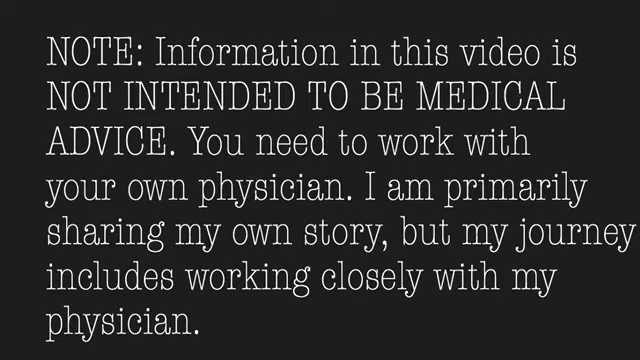 NOTE: Information in this video is
NOT INTENDED TO BE MEDICAL
ADVICE. You need to work with
your own physician. I am primarily
sharing my own story, but my journey
includes working closely with my
physician.